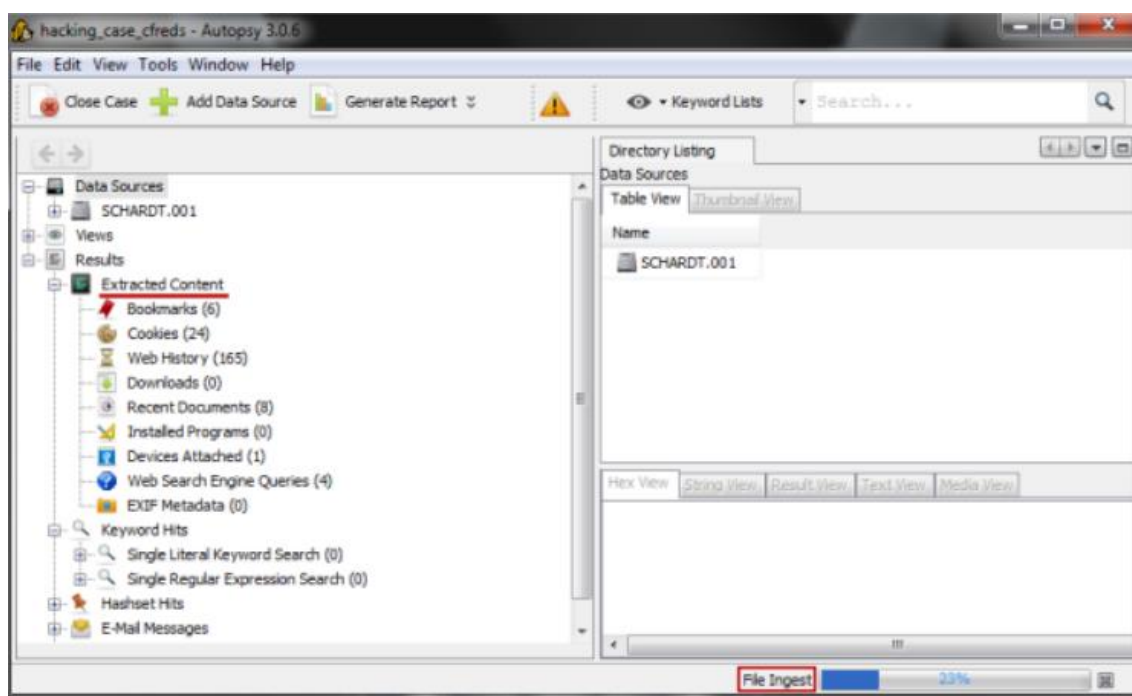 hacking_case_cfreds - Autopsy 3.0.6
File Edit View Tools Window Help
Close Case Add Data Source Generate Report Keyword Lists Search...
Data Sources
SCHARDT.001
Views
Results
Extracted Content
Bookmarks (6)
Cookies (24)
Web History (165)
Downloads (0)
Recent Documents (8)
Installed Programs (0)
Devices Attached (1)
Web Search Engine Queries (4)
EXIF Metadata (0)
Keyword Hits
Single Literal Keyword Search (0)
Single Regular Expression Search (0)
Hashset Hits
E-Mail Messages
Directory Listing
Data Sources
Table View Thumbnail View
Name
SCHARDT.001
Hex View String View Result View Text View Media View
File Ingest 23%